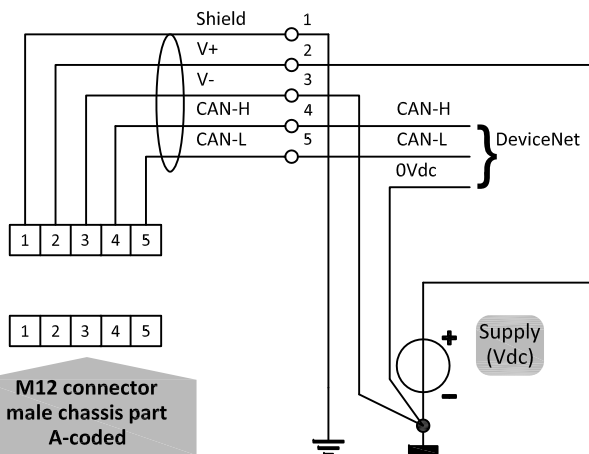 Shield 1
V+ 2
V- 3
CAN-H 4 CAN-H
CAN-L 5 CAN-L DeviceNet
0Vdc
1 2 3 4 5
+ Supply
(Vdc)
-
1 2 3 4 5
M12 connector
male chassis part
A-coded